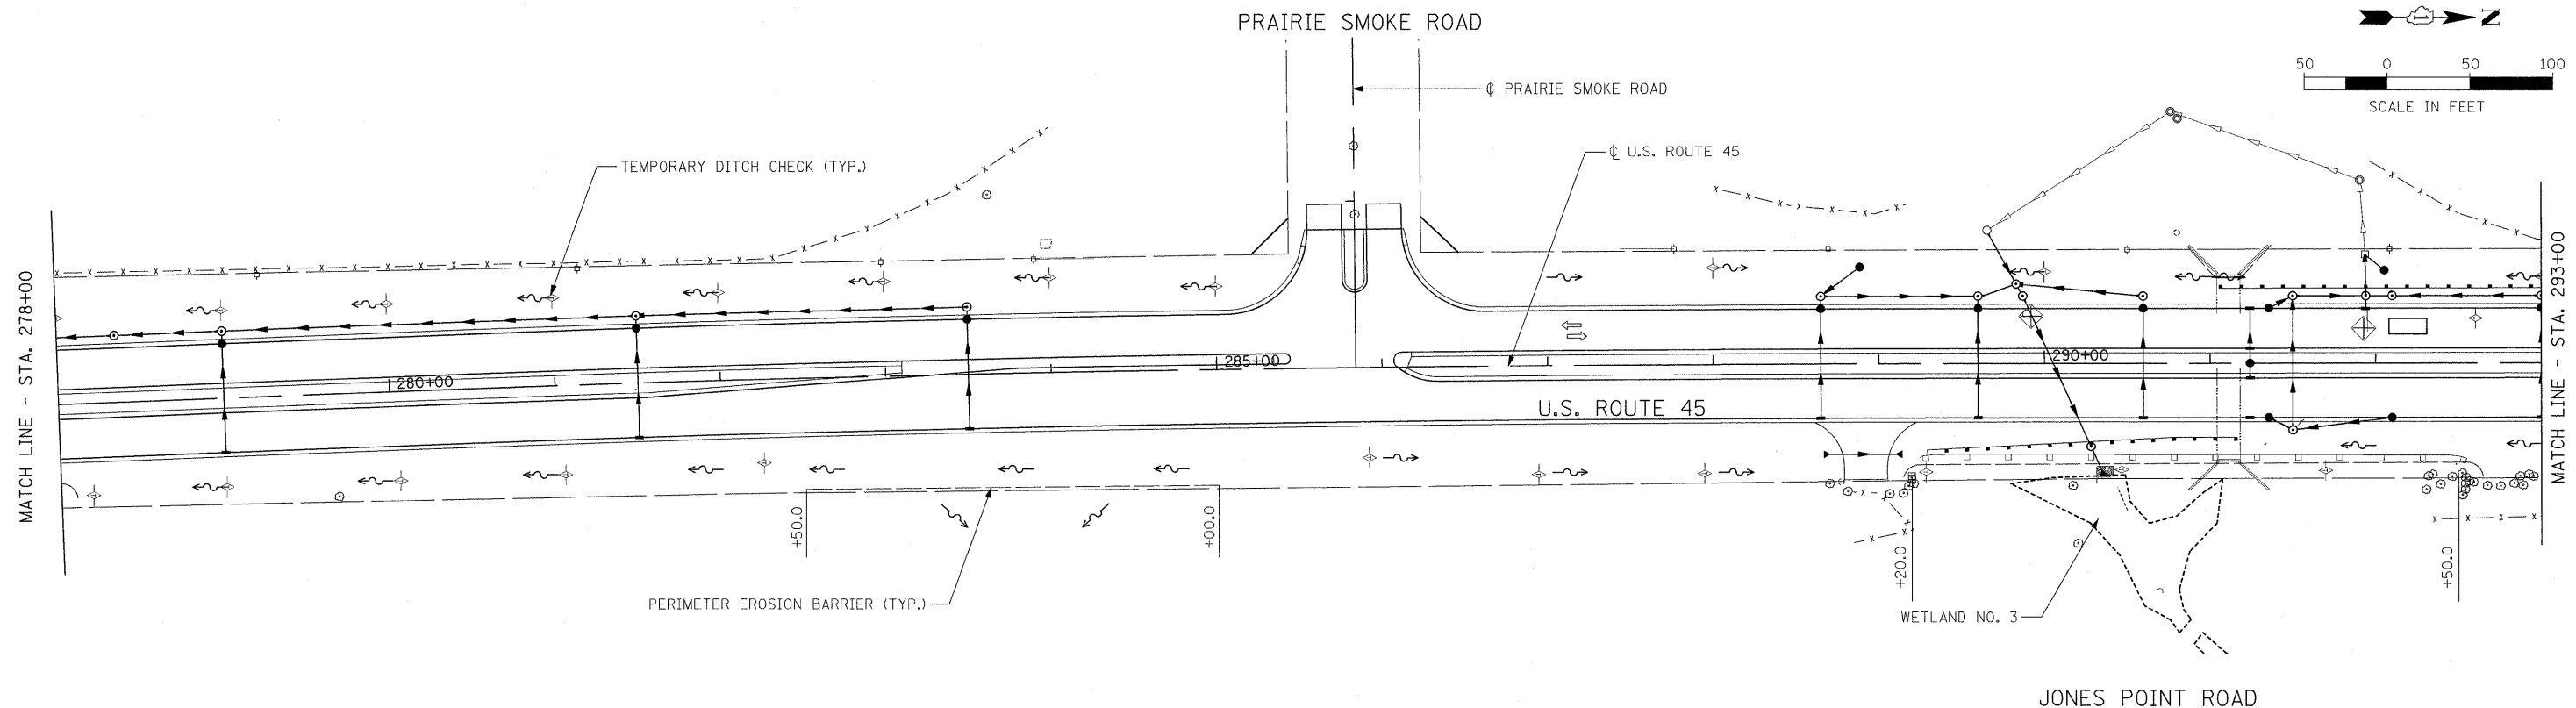 PRAIRIE SMOKE ROAD
N
50 0 50 100
SCALE IN FEET
℄ PRAIRIE SMOKE ROAD
℄ U.S. ROUTE 45
TEMPORARY DITCH CHECK (TYP.)
MATCH LINE - STA. 278+00
MATCH LINE - STA. 293+00
280+00
285+00
290+00
U.S. ROUTE 45
+50.0
+00.0
+20.0
+50.0
PERIMETER EROSION BARRIER (TYP.)
WETLAND NO. 3
JONES POINT ROAD